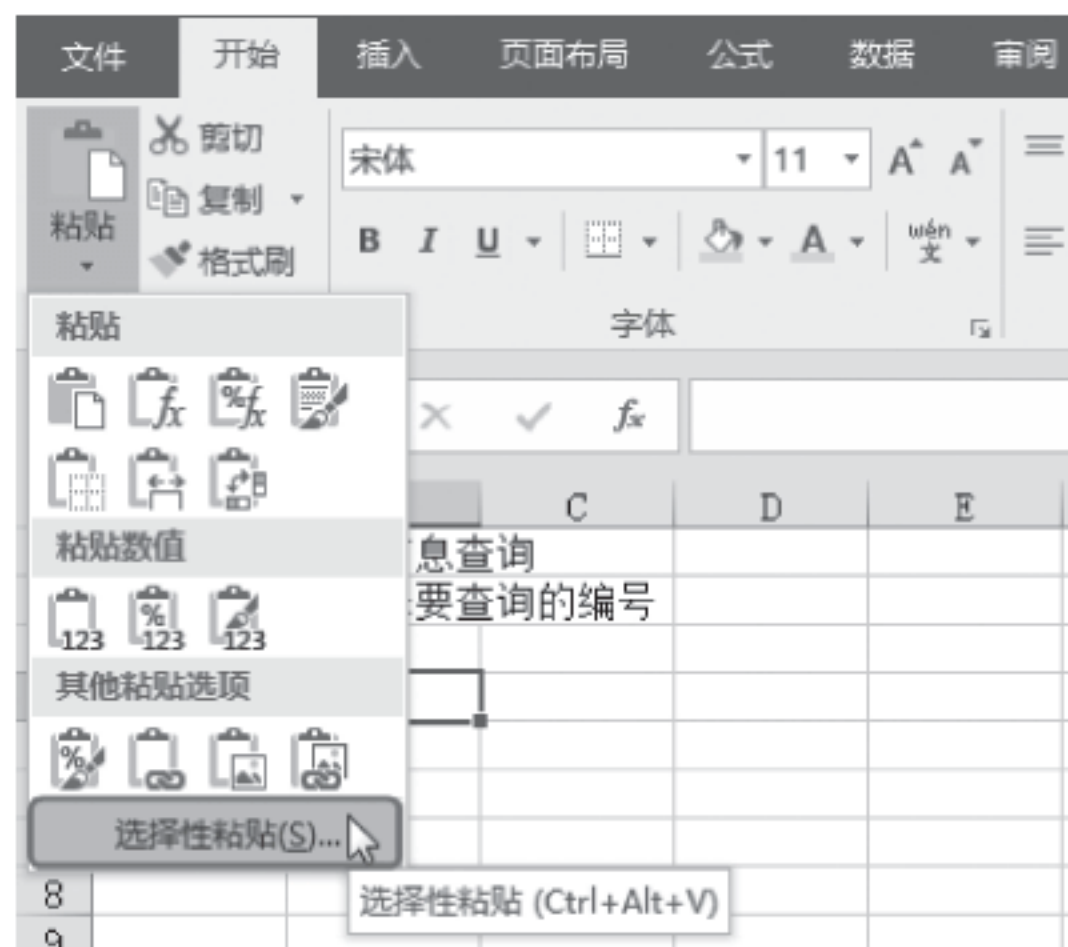 文件 开始 插入 页面布局 公式 数据 审阅
剪切
宋体 11
复制
粘贴
B I U A wén 文
格式刷
字体
粘贴
fx
粘贴数值
C D E
息查询
要查询的编号
123 %123 123
其他粘贴选项
选择性粘贴(S)...
8
选择性粘贴 (Ctrl+Alt+V)
9